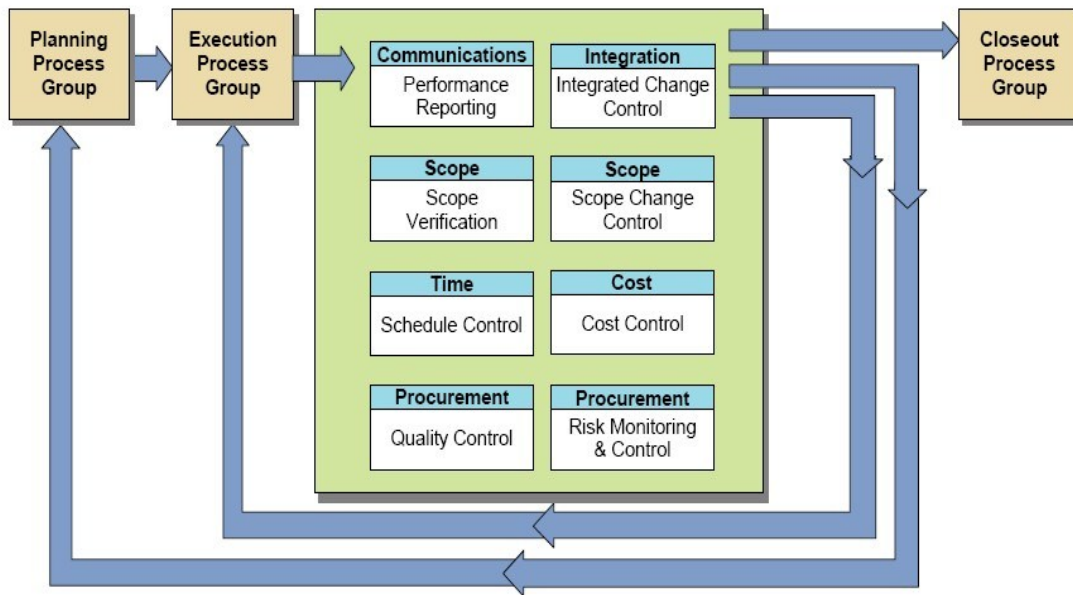 Planning
Process
Group
Execution
Process
Group
Communications
Performance
Reporting
Integration
Integrated Change
Control
Closeout
Process
Group
Scope
Scope
Verification
Scope
Scope Change
Control
Time
Schedule Control
Cost
Cost Control
Procurement
Quality Control
Procurement
Risk Monitoring
& Control